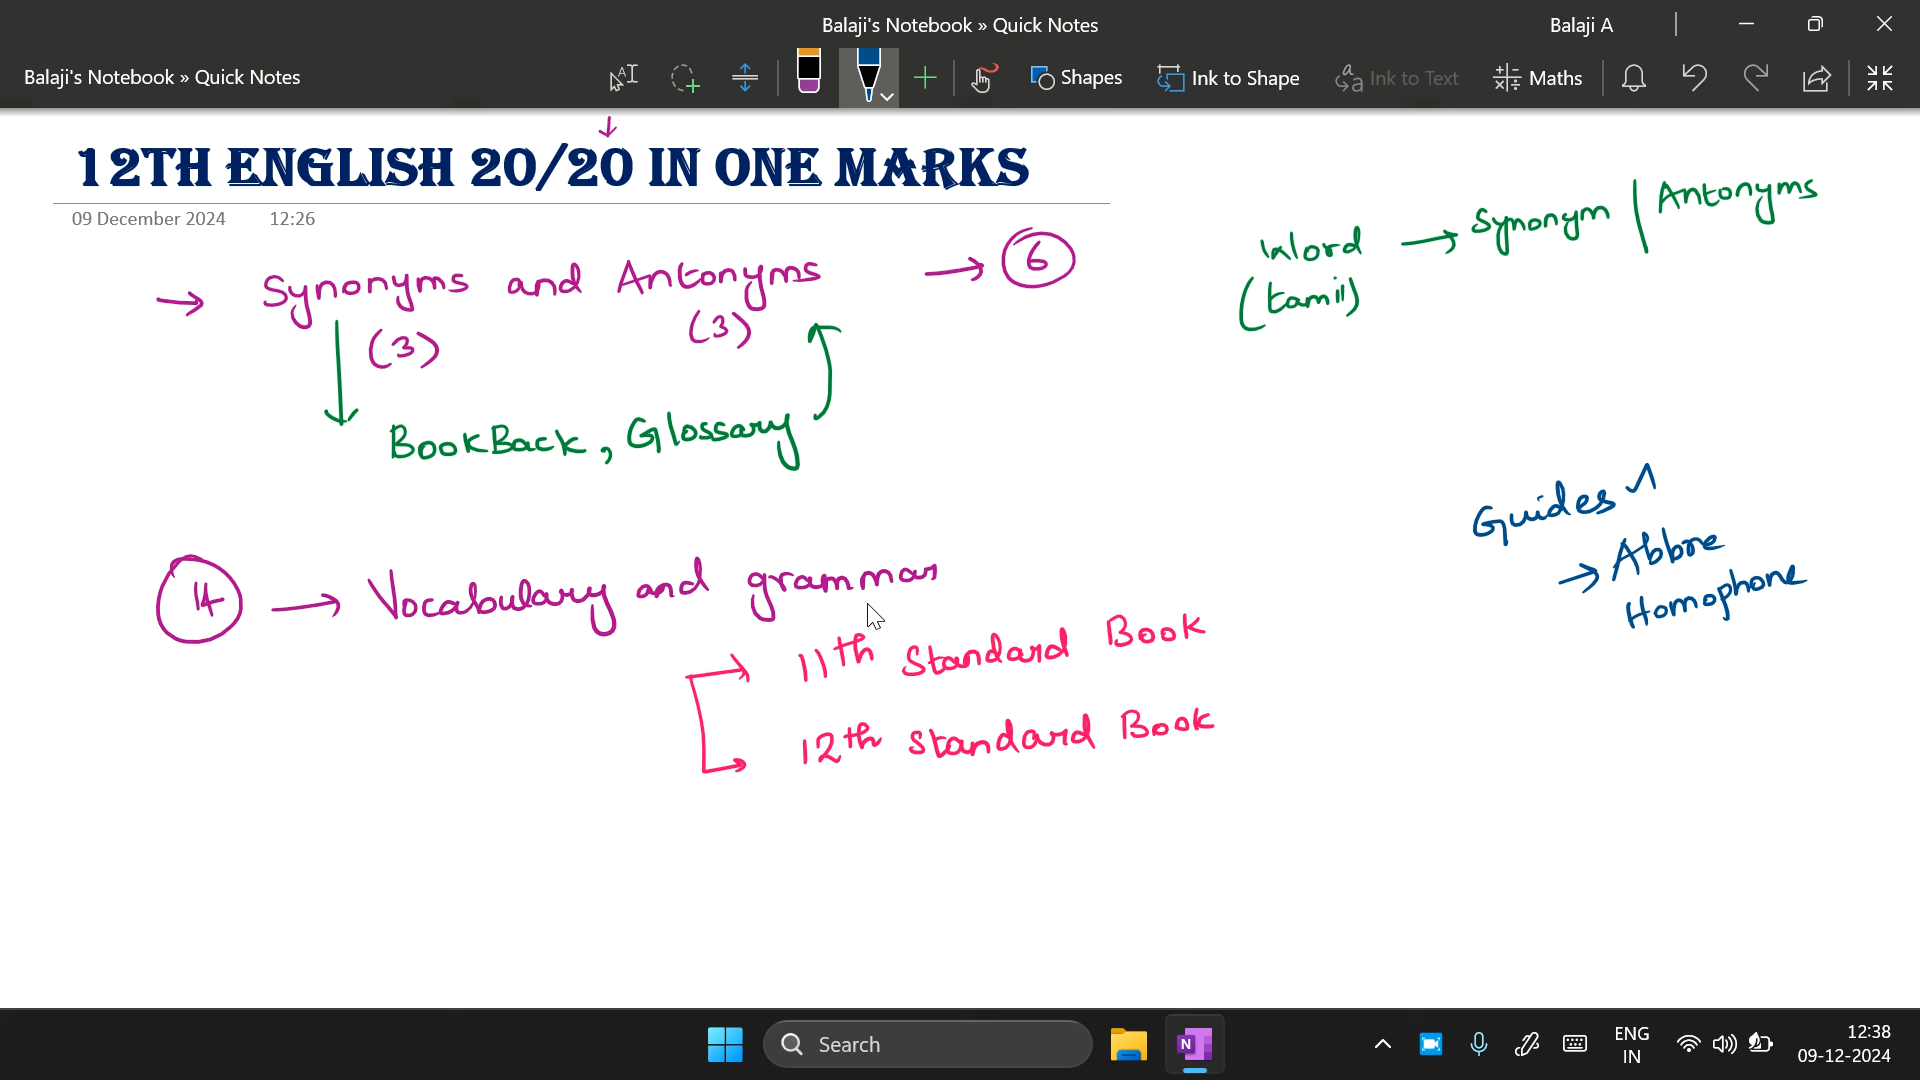 Balaji's Notebook » Quick Notes
Balaji A
Balaji's Notebook » Quick Notes
Shapes
Ink to Shape
Ink to Text
Maths
12TH ENGLISH 20/20 IN ONE MARKS
09 December 2024 12:26
→ Synonyms and Antonyms → 6
(3) (3)
BookBack, Glossary
Word → Synonym | Antonyms
(tamil)
Guides
→ Abbre
Homophone
14 → Vocabulary and grammar
11th Standard Book
12th Standard Book
Search
ENG
IN
12:38
09-12-2024